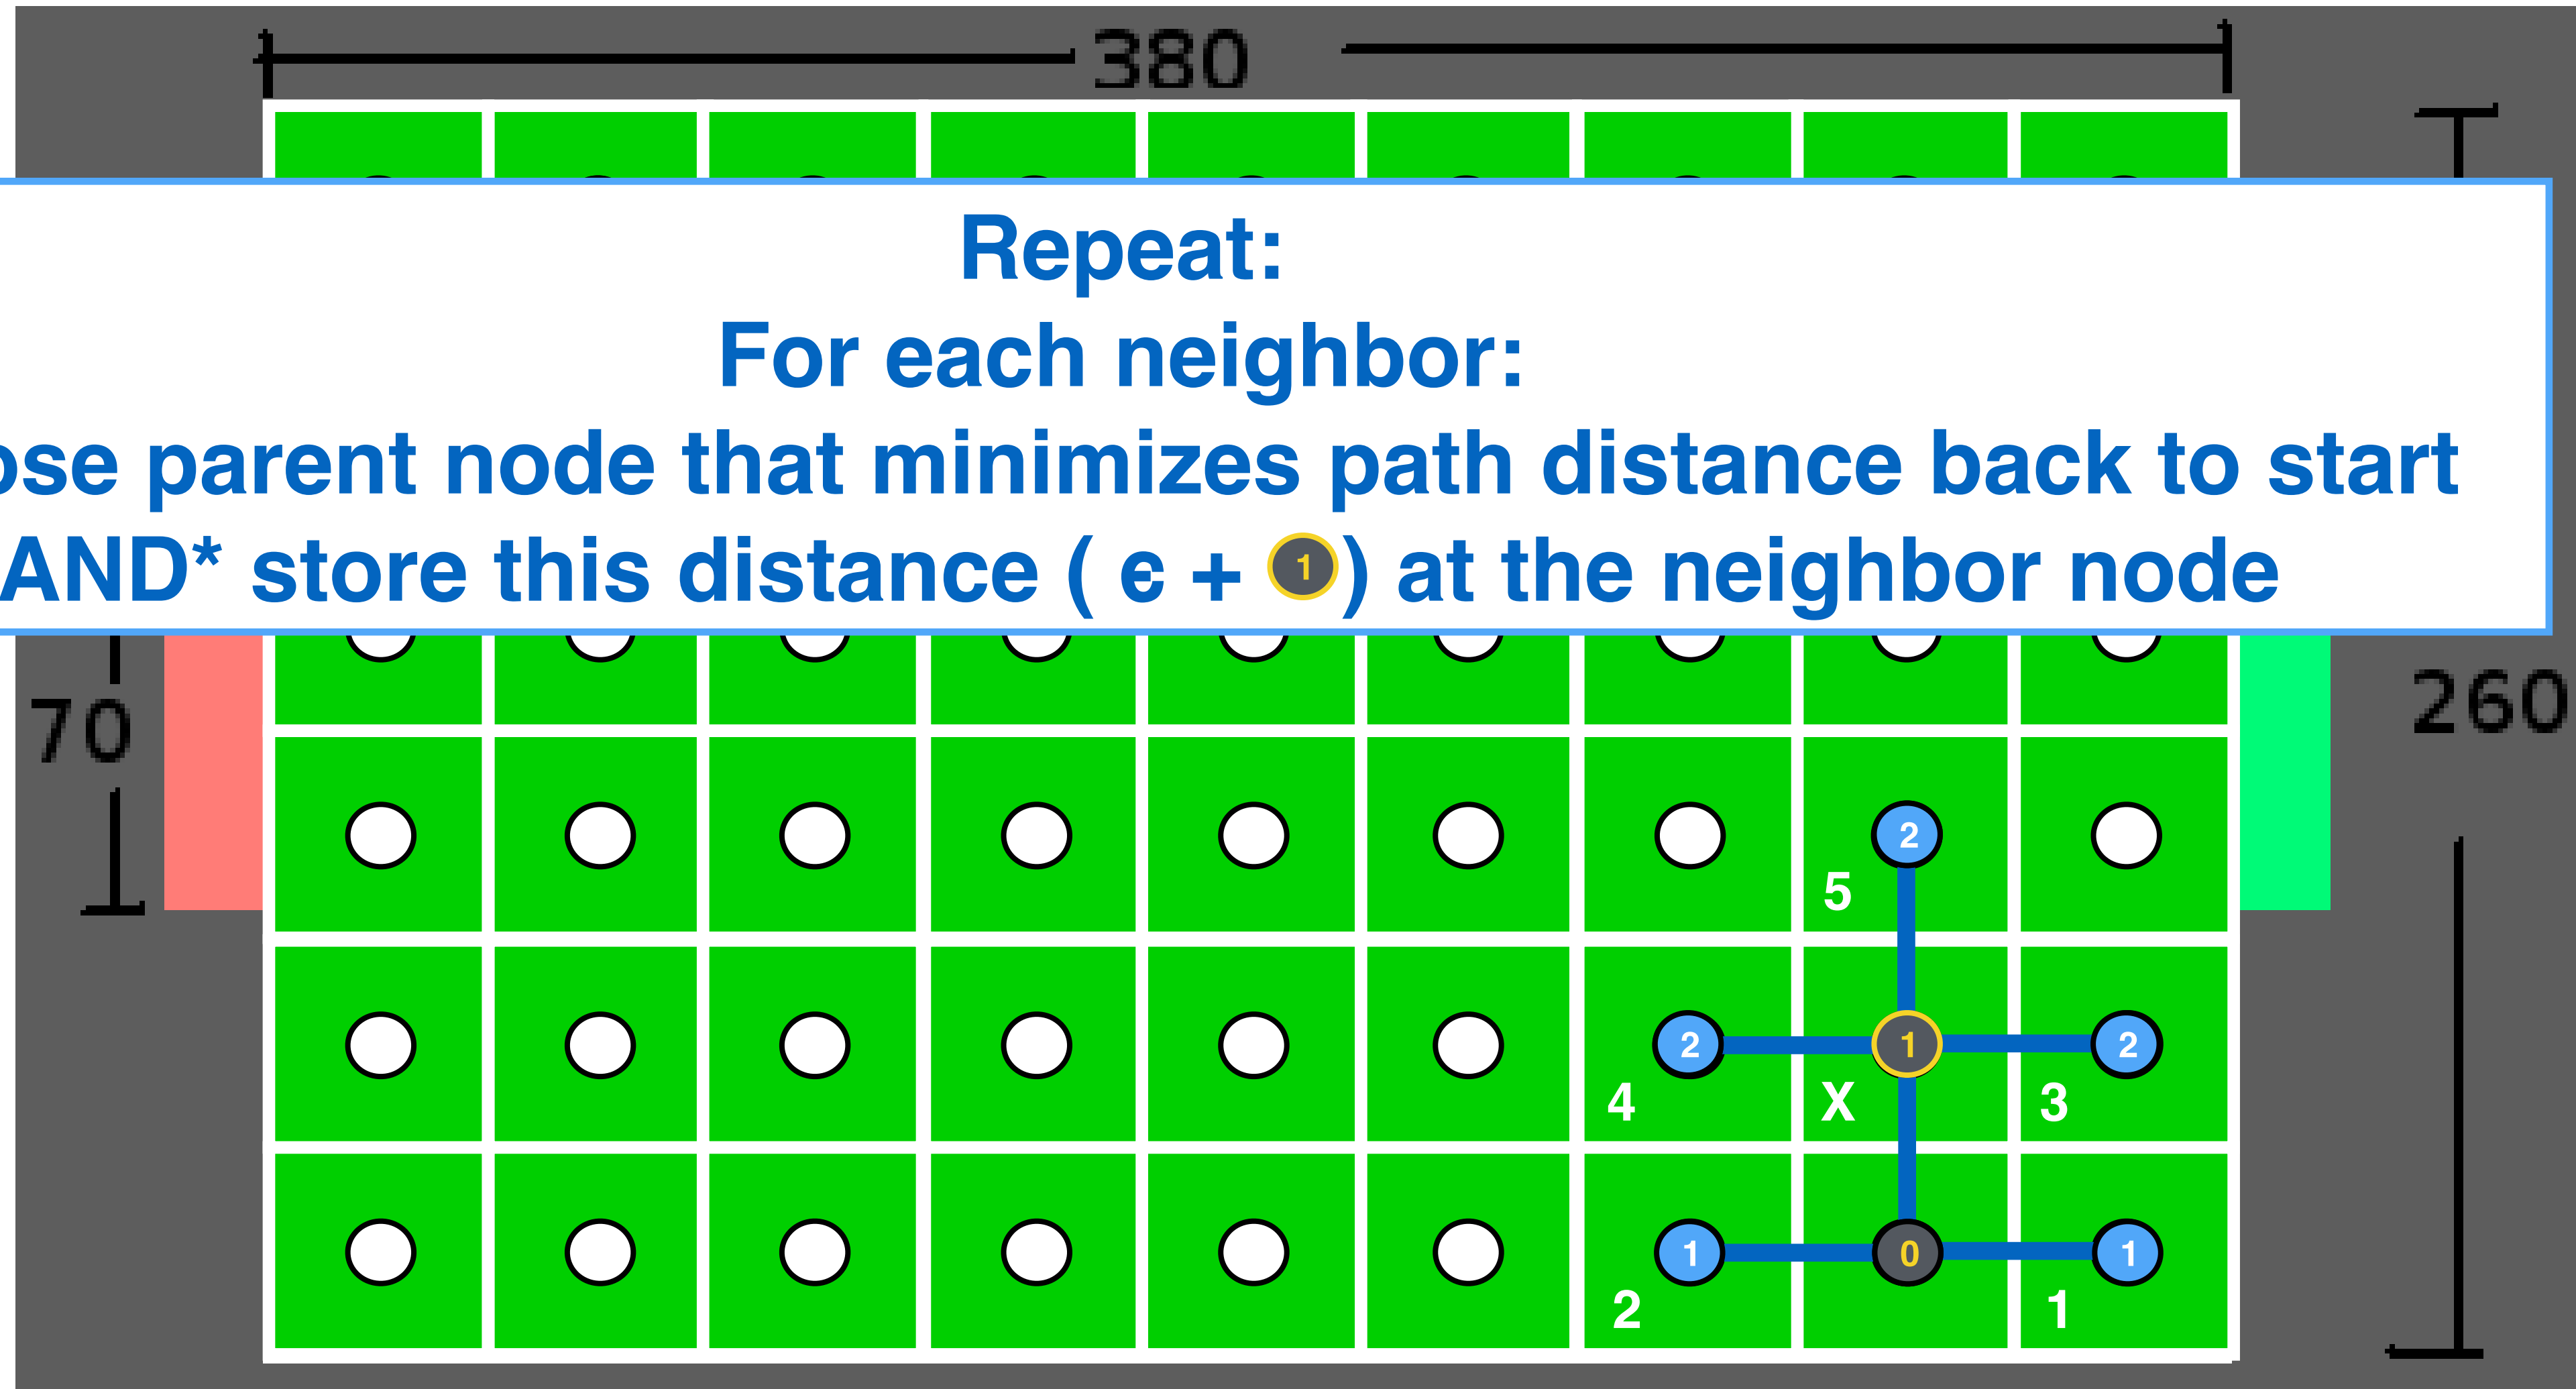 380
Repeat:
For each neighbor:
ose parent node that minimizes path distance back to start
AND* store this distance ( e + 1 ) at the neighbor node
70
260
2
5
2 1 2
4 X 3
1 0 1
2 1